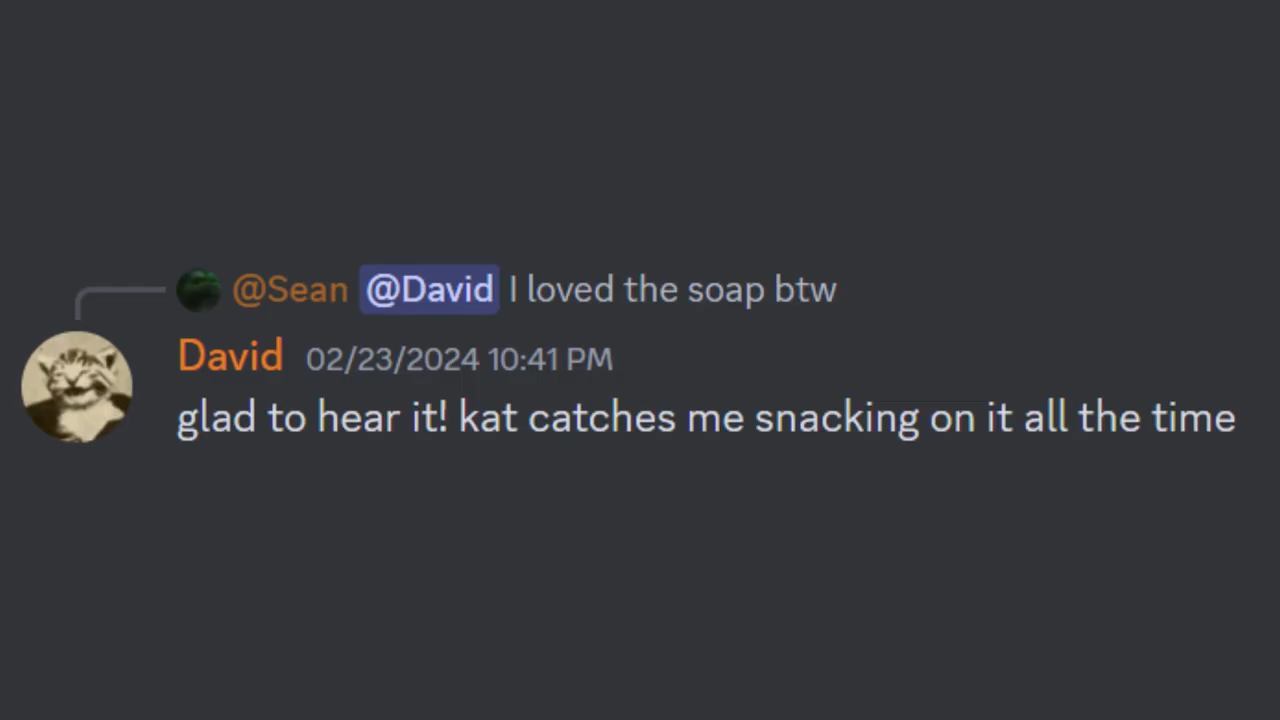 @Sean @David I loved the soap btw
David 02/23/2024 10:41 PM
glad to hear it! kat catches me snacking on it all the time